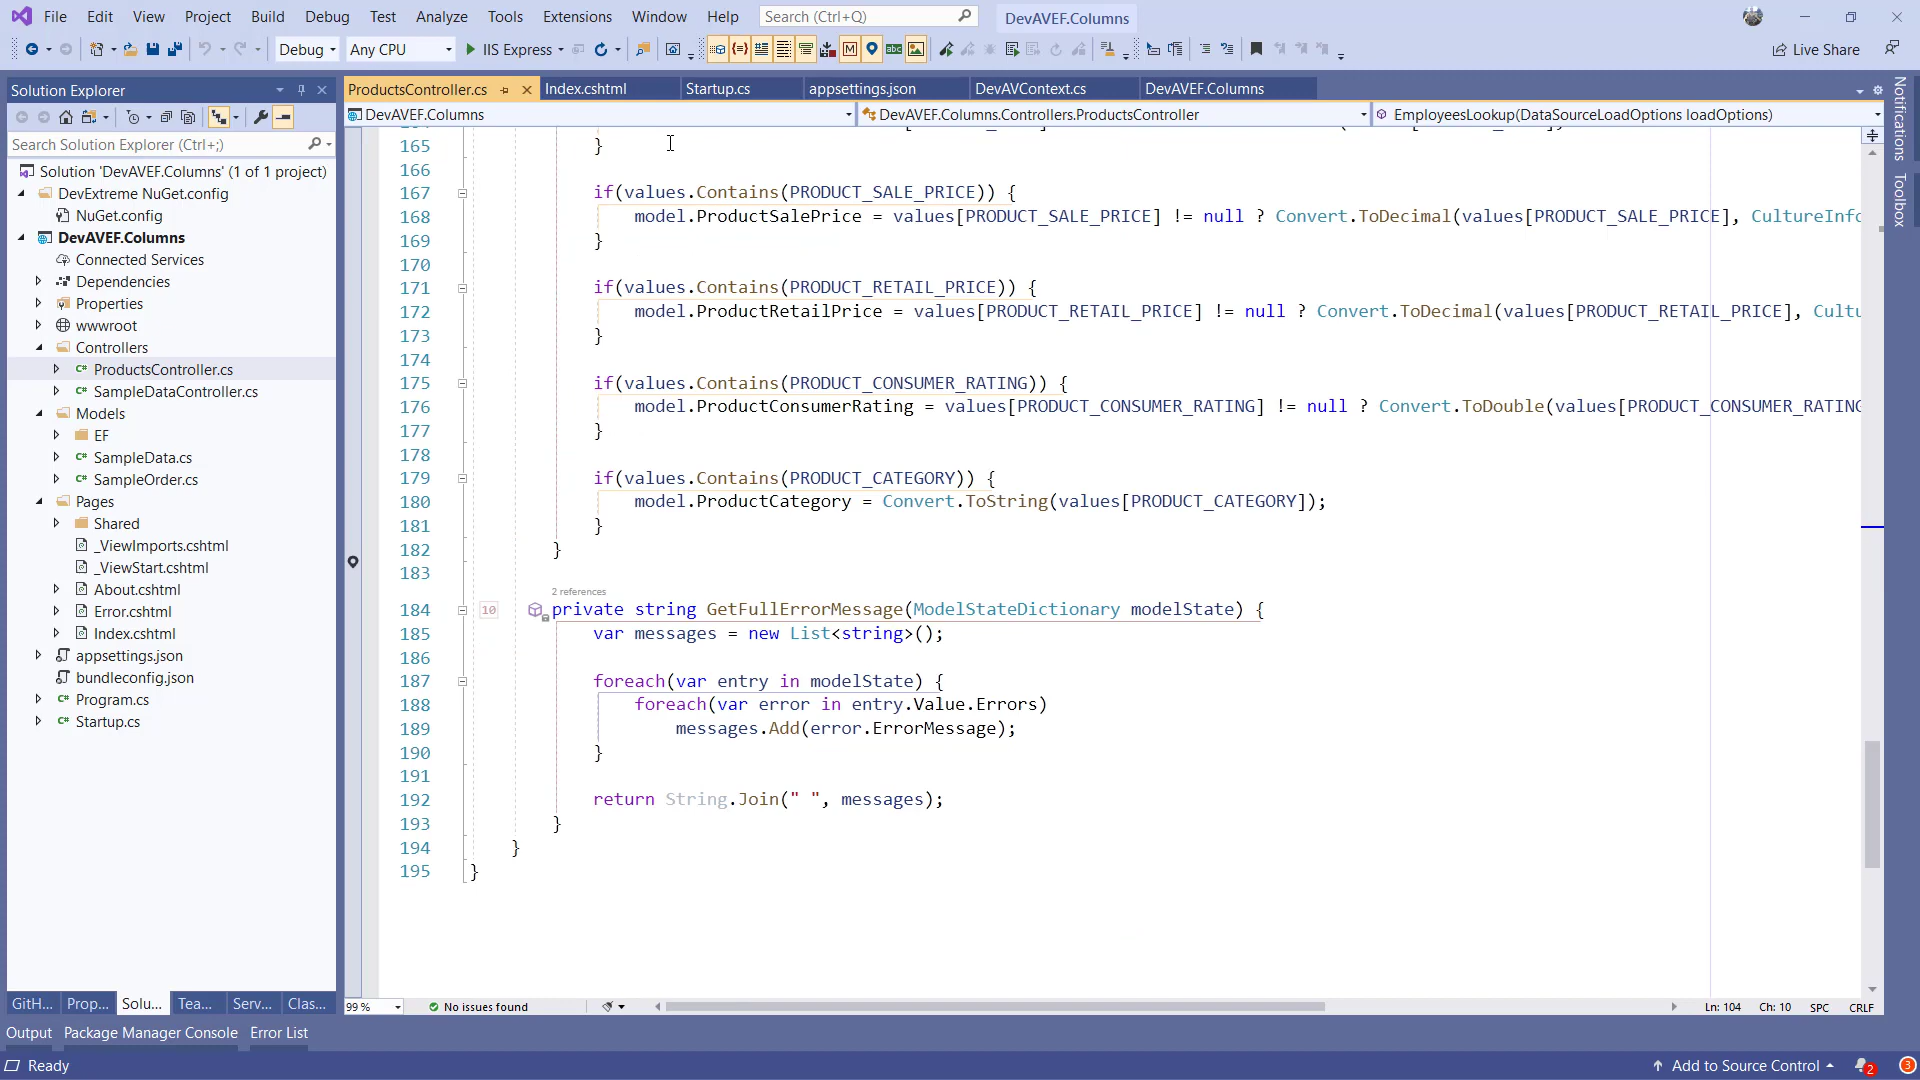 File Edit View Project Build Debug Test Analyze Tools Extensions Window Help Search (Ctrl+Q) DevAVEF.Columns
Debug Any CPU IIS Express Live Share
Solution Explorer
Search Solution Explorer (Ctrl+;)
Solution 'DevAVEF.Columns' (1 of 1 project)
DevExtreme NuGet.config
NuGet.config
DevAVEF.Columns
Connected Services
Dependencies
Properties
wwwroot
Controllers
ProductsController.cs
SampleDataController.cs
Models
EF
SampleData.cs
SampleOrder.cs
Pages
Shared
_ViewImports.cshtml
_ViewStart.cshtml
About.cshtml
Error.cshtml
Index.cshtml
appsettings.json
bundleconfig.json
Program.cs
Startup.cs
GitH... Prop... Solu... Tea... Serv... Clas...
ProductsController.cs Index.cshtml Startup.cs appsettings.json DevAVContext.cs DevAVEF.Columns
DevAVEF.Columns DevAVEF.Columns.Controllers.ProductsController EmployeesLookup(DataSourceLoadOptions loadOptions)
165 }
166
167 if(values.Contains(PRODUCT_SALE_PRICE)) {
168 model.ProductSalePrice = values[PRODUCT_SALE_PRICE] != null ? Convert.ToDecimal(values[PRODUCT_SALE_PRICE], CultureInfo
169 }
170
171 if(values.Contains(PRODUCT_RETAIL_PRICE)) {
172 model.ProductRetailPrice = values[PRODUCT_RETAIL_PRICE] != null ? Convert.ToDecimal(values[PRODUCT_RETAIL_PRICE], Cultu
173 }
174
175 if(values.Contains(PRODUCT_CONSUMER_RATING)) {
176 model.ProductConsumerRating = values[PRODUCT_CONSUMER_RATING] != null ? Convert.ToDouble(values[PRODUCT_CONSUMER_RATING
177 }
178
179 if(values.Contains(PRODUCT_CATEGORY)) {
180 model.ProductCategory = Convert.ToString(values[PRODUCT_CATEGORY]);
181 }
182 }
183
2 references
184 10 private string GetFullErrorMessage(ModelStateDictionary modelState) {
185 var messages = new List<string>();
186
187 foreach(var entry in modelState) {
188 foreach(var error in entry.Value.Errors)
189 messages.Add(error.ErrorMessage);
190 }
191
192 return String.Join(" ", messages);
193 }
194 }
195 }
99 % No issues found Ln: 104 Ch: 10 SPC CRLF
Notifications
Toolbox
Output Package Manager Console Error List
Ready Add to Source Control 2 3